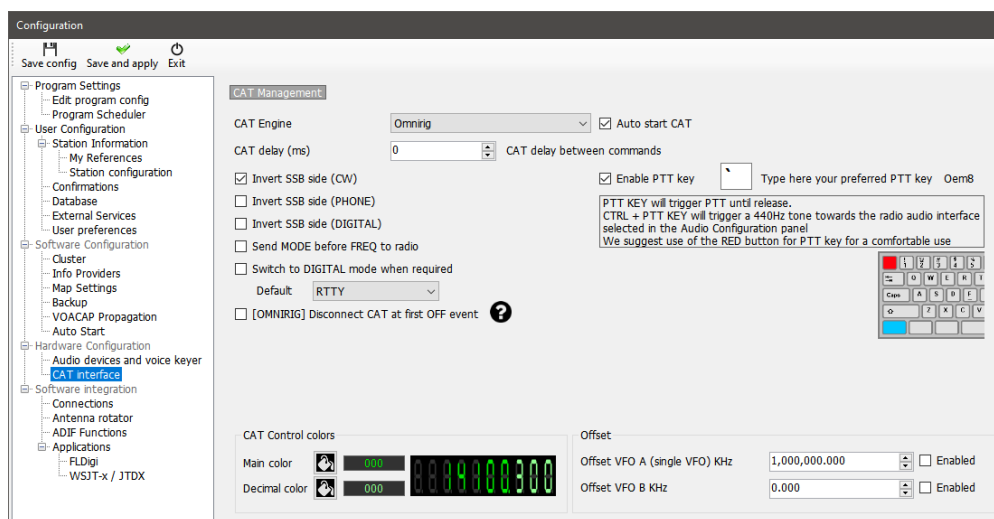 Configuration
Save config Save and apply Exit
Program Settings
Edit program config
Program Scheduler
User Configuration
Station Information
My References
Station configuration
Confirmations
Database
External Services
User preferences
Software Configuration
Cluster
Info Providers
Map Settings
Backup
VOACAP Propagation
Auto Start
Hardware Configuration
Audio devices and voice keyer
CAT interface
Software integration
Connections
Antenna rotator
ADIF Functions
Applications
FLDigi
WSJT-x / JTDX
CAT Management
CAT Engine Omnirig Auto start CAT
CAT delay (ms) 0 CAT delay between commands
Invert SSB side (CW)
Invert SSB side (PHONE)
Invert SSB side (DIGITAL)
Send MODE before FREQ to radio
Switch to DIGITAL mode when required
Default RTTY
[OMNIRIG] Disconnect CAT at first OFF event ?
Enable PTT key ` Type here your preferred PTT key Oem8
PTT KEY will trigger PTT until release.
CTRL + PTT KEY will trigger a 440Hz tone towards the radio audio interface
selected in the Audio Configuration
panel
We suggest use of the RED button for PTT key for a comfortable use
Q W E R T
Caps A S D F
Z X C V
CAT Control colors
Main color 000
Decimal color 000
14100300
Offset
Offset VFO A (single VFO) KHz 1,000,000.000 Enabled
Offset VFO B KHz 0.000 Enabled